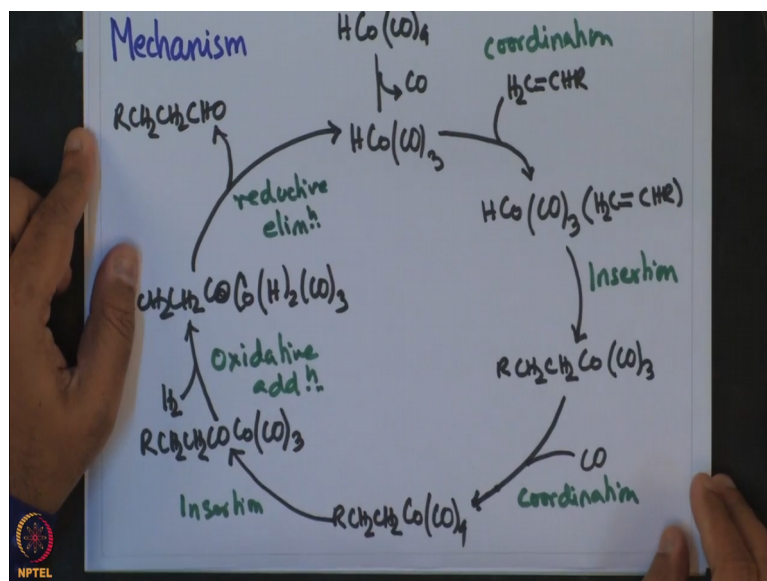 Mechanism
HCo(CO)4
CO
coordination
H2C=CHR
HCo(CO)3
RCH2CH2CHO
reductive
elimn
HCo(CO)3(H2C=CHR)
Insertion
CH2CH2COCo(H)2(CO)3
RCH2CH2Co(CO)3
Oxidative
addn
H2
RCH2CH2COCo(CO)3
CO
coordination
Insertion
RCH2CH2Co(CO)4
NPTEL